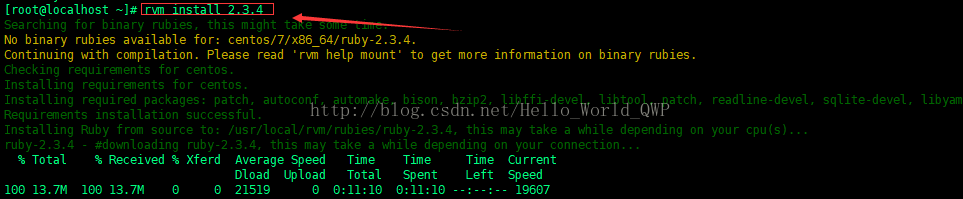 [root@localhost ~]# rvm install 2.3.4
Searching for binary rubies, this might take some time.
No binary rubies available for: centos/7/x86_64/ruby-2.3.4.
Continuing with compilation. Please read 'rvm help mount' to get more information on binary rubies.
Checking requirements for centos.
Installing requirements for centos.
Installing required packages: patch, autoconf, automake, bison, bzip2, libffi-devel, libtool, patch, readline-devel, sqlite-devel, libyam
http://blog.csdn.net/Hello_World_QWP
Requirements installation successful.
Installing Ruby from source to: /usr/local/rvm/rubies/ruby-2.3.4, this may take a while depending on your cpu(s)...
ruby-2.3.4 - #downloading ruby-2.3.4, this may take a while depending on your connection...
% Total % Received % Xferd Average Speed Time Time Time Current
Dload Upload Total Spent Left Speed
100 13.7M 100 13.7M 0 0 21519 0 0:11:10 0:11:10 --:--:-- 19607